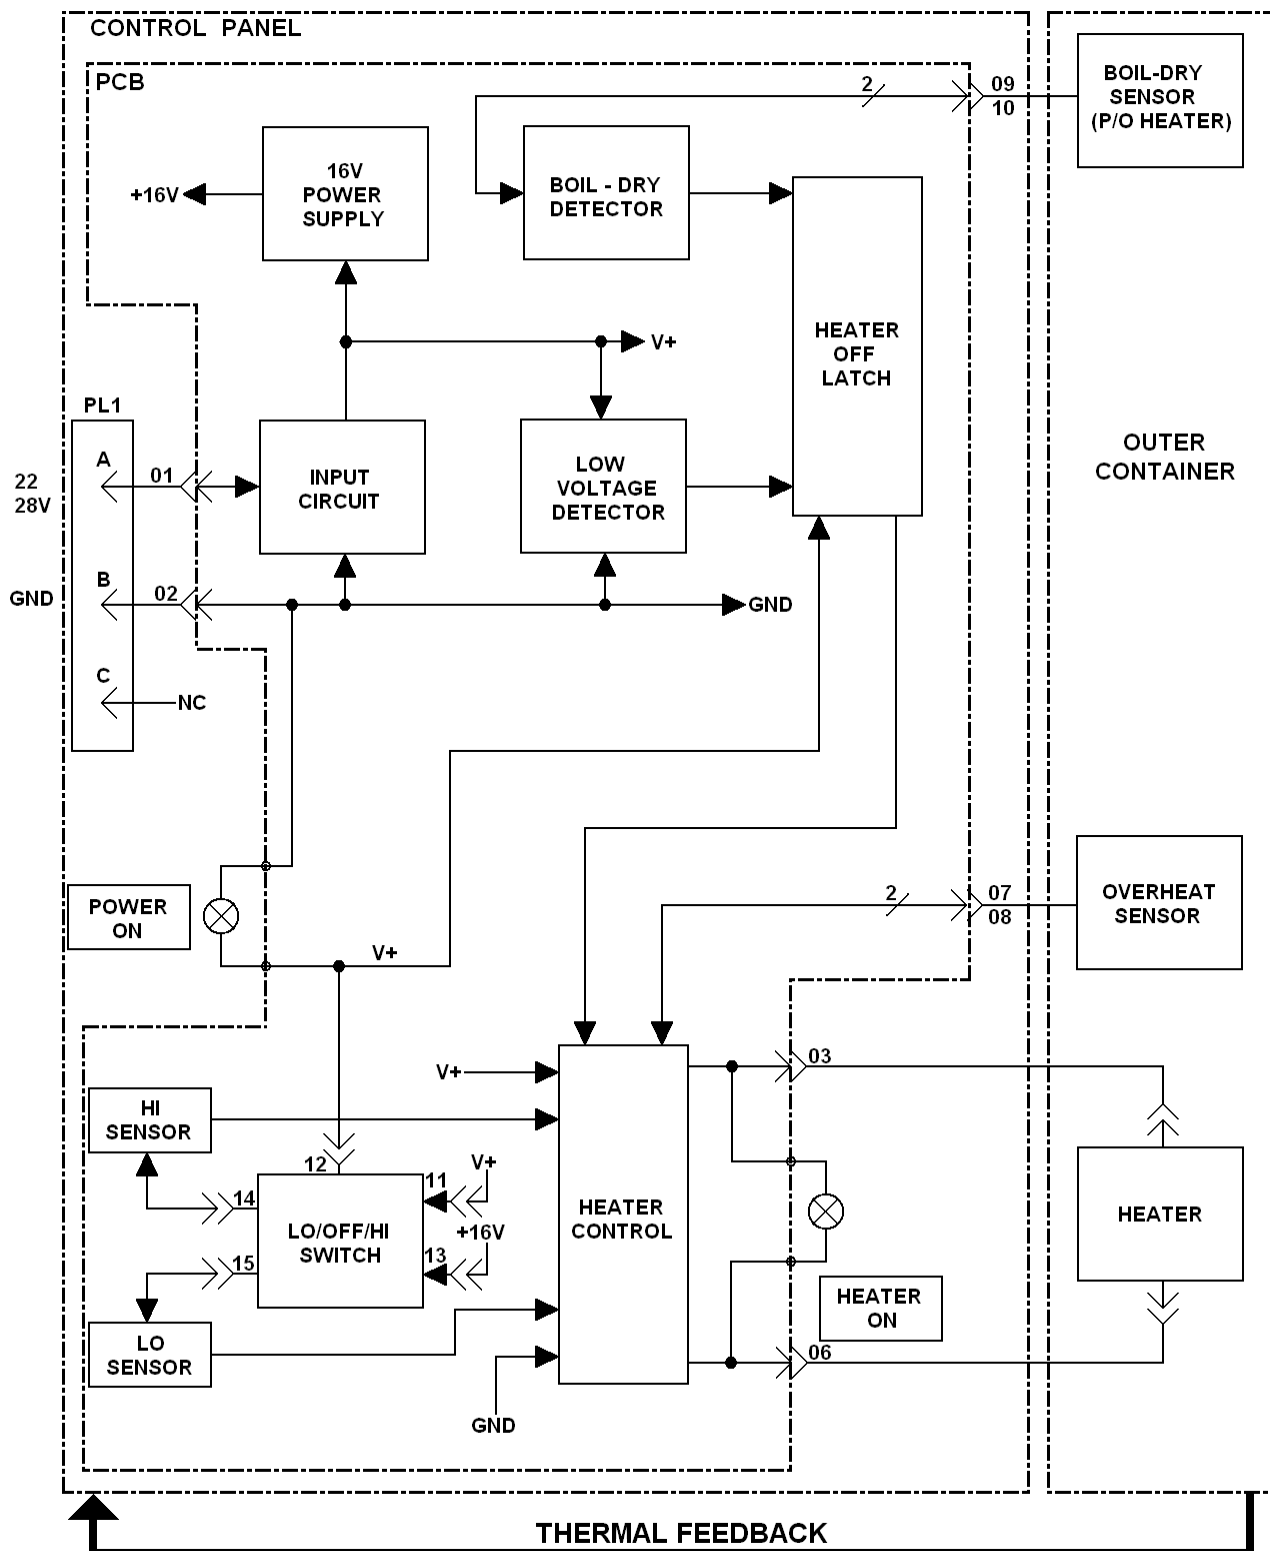 CONTROL PANEL
PCB
2
09
10
BOIL-DRY
SENSOR
(P/O HEATER)
+16V
16V
POWER
SUPPLY
BOIL - DRY
DETECTOR
HEATER
OFF
LATCH
V+
PL1
A
01
22
28V
INPUT
CIRCUIT
LOW
VOLTAGE
DETECTOR
OUTER
CONTAINER
B
02
GND
GND
C
NC
POWER
ON
V+
2
07
08
OVERHEAT
SENSOR
V+
03
HI
SENSOR
12
V+
11
14
+16V
LO/OFF/HI
SWITCH
13
15
HEATER
CONTROL
HEATER
HEATER
ON
LO
SENSOR
06
GND
THERMAL FEEDBACK